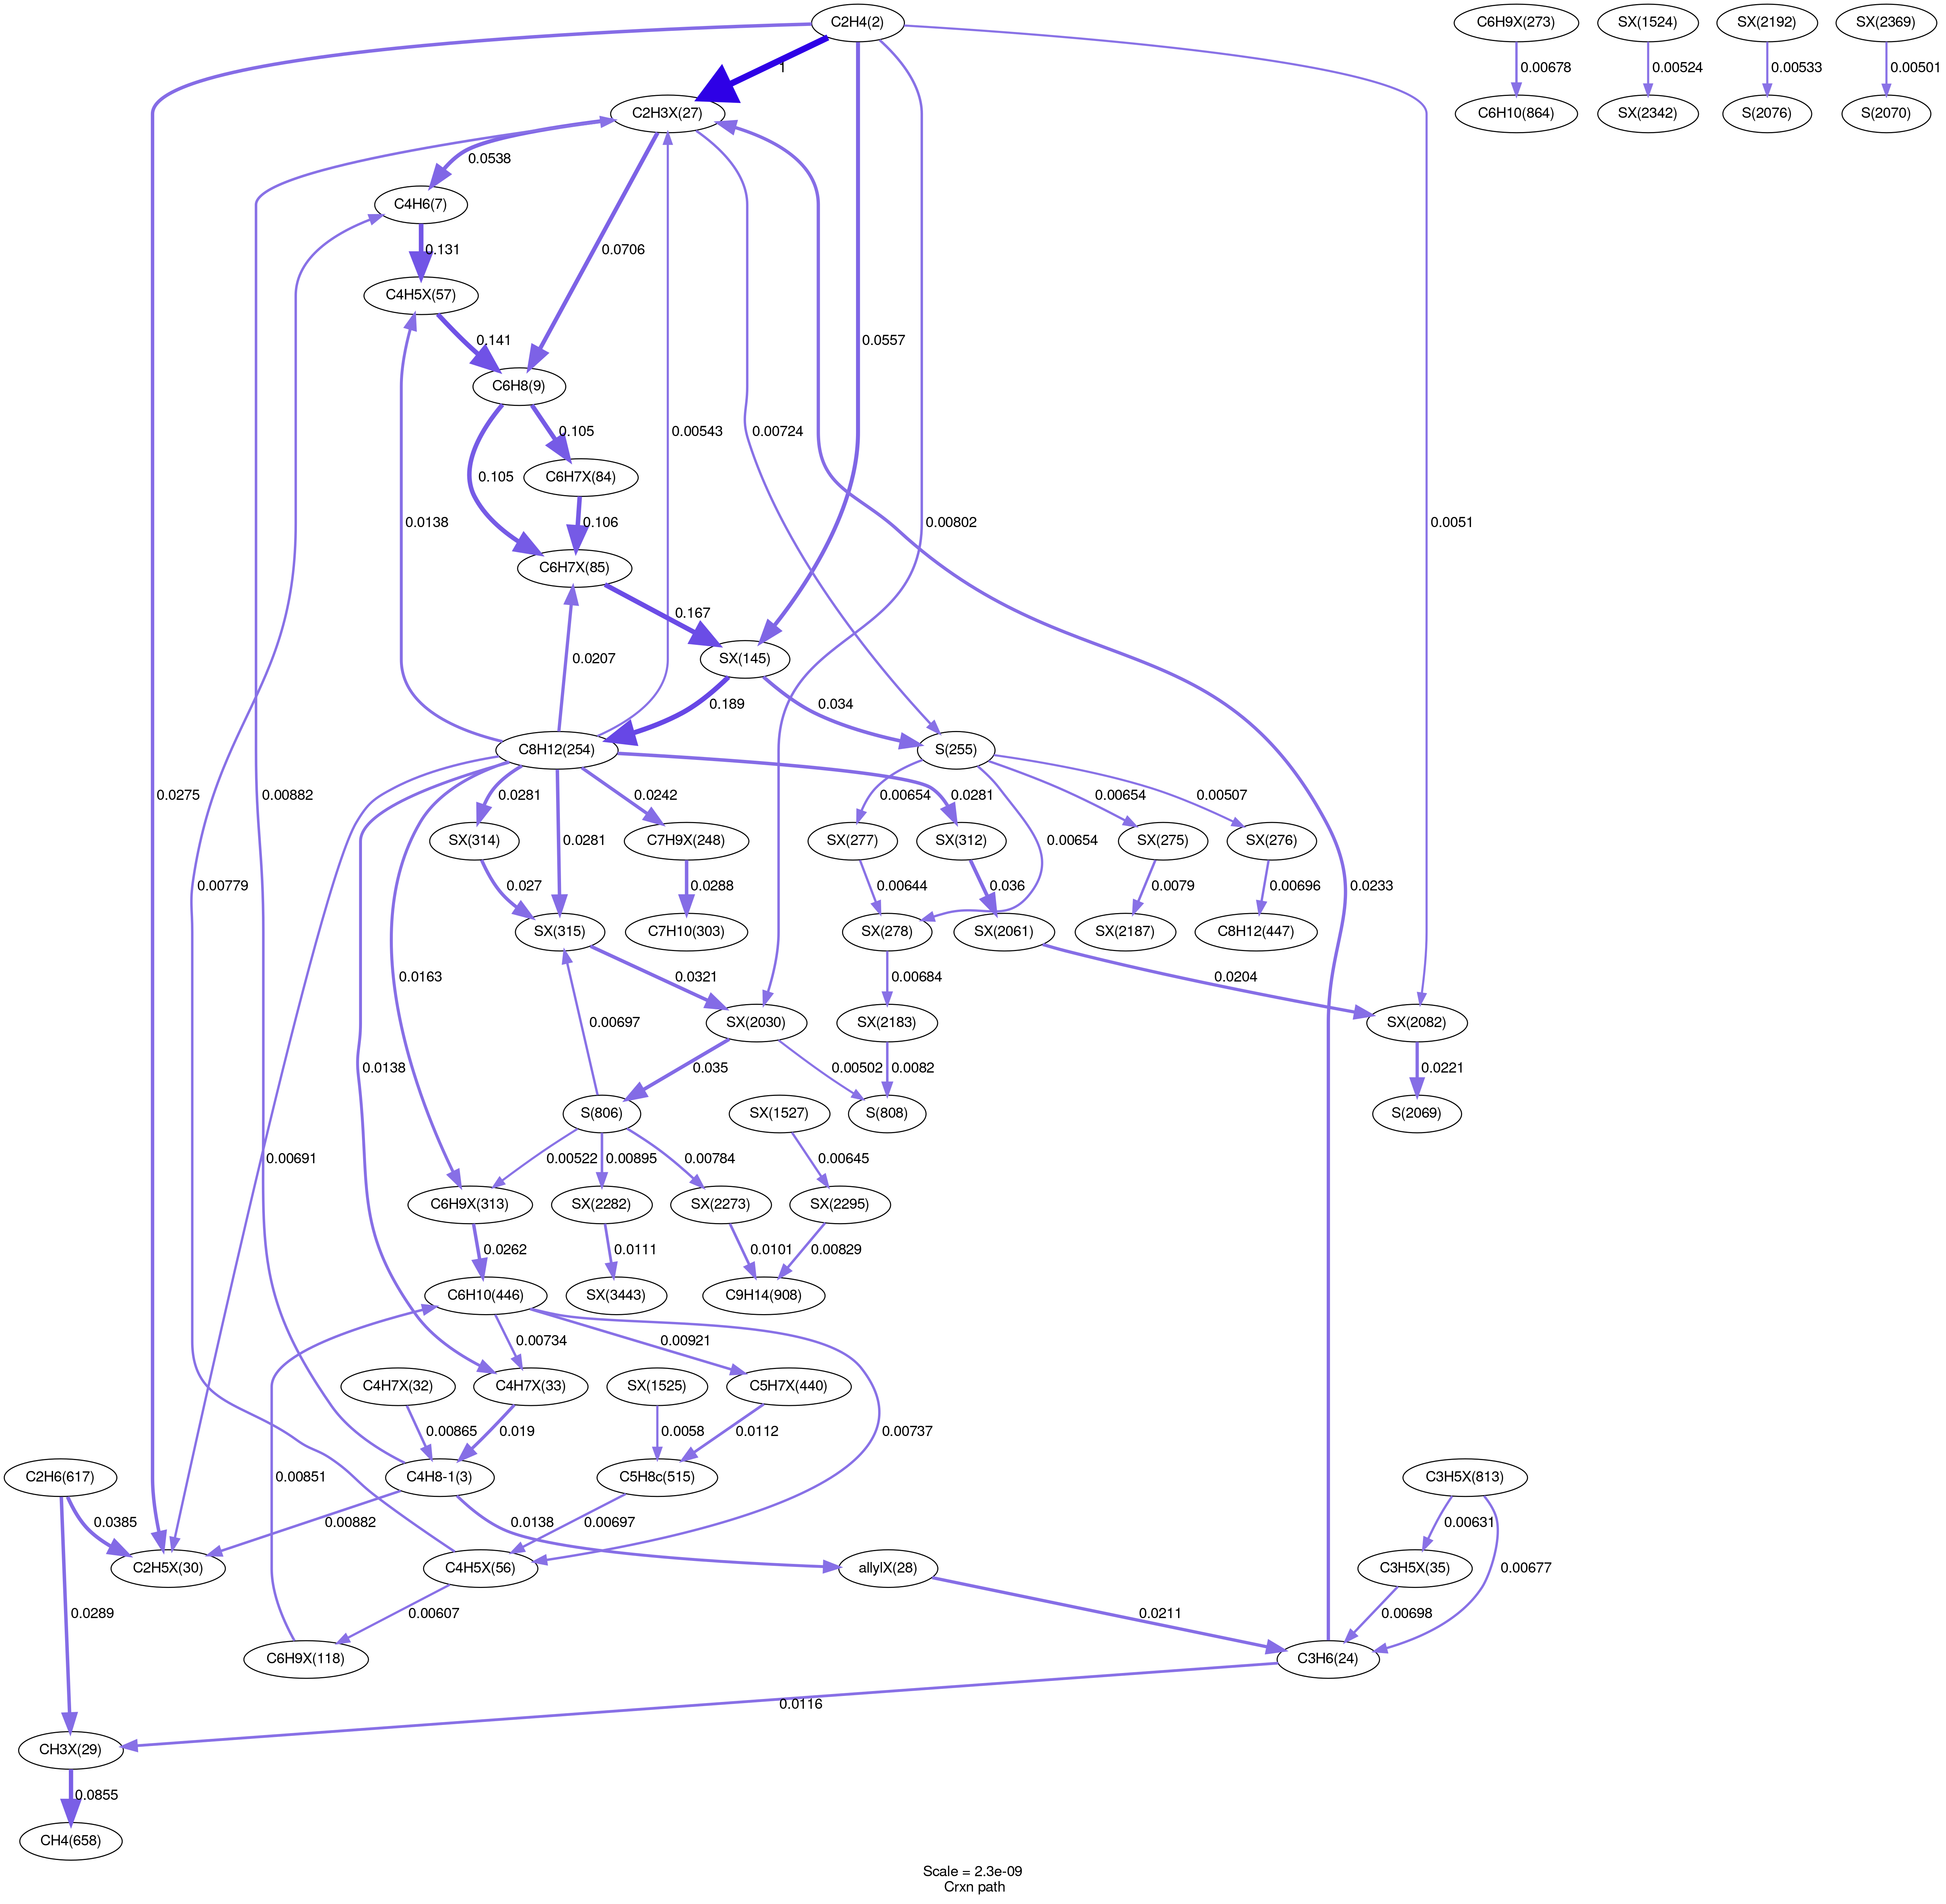 C2H4(2)
C6H9X(273)
SX(1524)
SX(2192)
SX(2369)
1
0.00678
0.00524
0.00533
0.00501
C2H3X(27)
C6H10(864)
SX(2342)
S(2076)
S(2070)
0.0538
C4H6(7)
0.131
0.0706
C4H5X(57)
0.141
0.0557
C6H8(9)
0.00543
0.00724
0.105
0.105
C6H7X(84)
0.0138
0.106
0.00802
0.0051
C6H7X(85)
0.167
0.0207
SX(145)
0.189
0.034
C8H12(254)
S(255)
0.0275
0.00882
0.0281
0.0242
0.0281
0.00654
0.00654
0.00507
SX(314)
0.0281
C7H9X(248)
SX(277)
SX(312)
0.00654
SX(275)
SX(276)
0.00779
0.027
0.0288
0.00644
0.036
0.0079
0.00696
0.0233
SX(315)
C7H10(303)
SX(278)
SX(2061)
SX(2187)
C8H12(447)
0.0163
0.0321
0.00684
0.0204
0.00697
SX(2030)
SX(2183)
SX(2082)
0.0138
0.035
0.00502
0.0082
0.0221
S(806)
SX(1527)
S(808)
S(2069)
0.00691
0.00522
0.00895
0.00784
0.00645
C6H9X(313)
SX(2282)
SX(2273)
SX(2295)
0.0262
0.0111
0.0101
0.00829
C6H10(446)
SX(3443)
C9H14(908)
0.00734
0.00921
C4H7X(32)
C4H7X(33)
SX(1525)
C5H7X(440)
0.00865
0.019
0.0058
0.0112
0.00737
C2H6(617)
0.00851
C4H8-1(3)
C5H8c(515)
C3H5X(813)
0.0385
0.00882
0.0138
0.00697
0.00631
C2H5X(30)
C4H5X(56)
allylX(28)
C3H5X(35)
0.00677
0.0289
0.00607
0.0211
0.00698
C6H9X(118)
C3H6(24)
0.0116
CH3X(29)
0.0855
CH4(658)
Scale = 2.3e-09
Crxn path